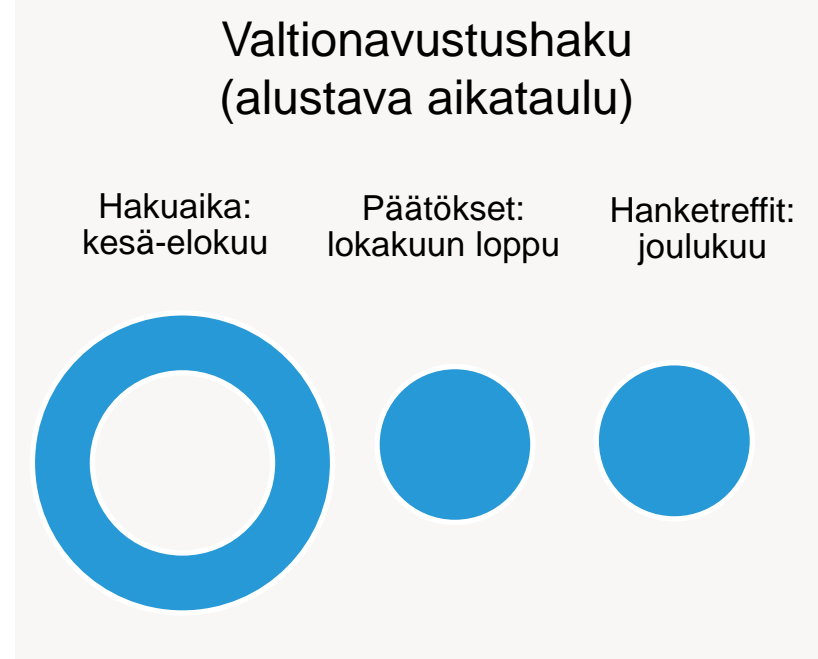 Valtionavustushaku
(alustava aikataulu)
Hakuaika:
kesä-elokuu
Päätökset:
lokakuun loppu
Hanketreffit:
joulukuu